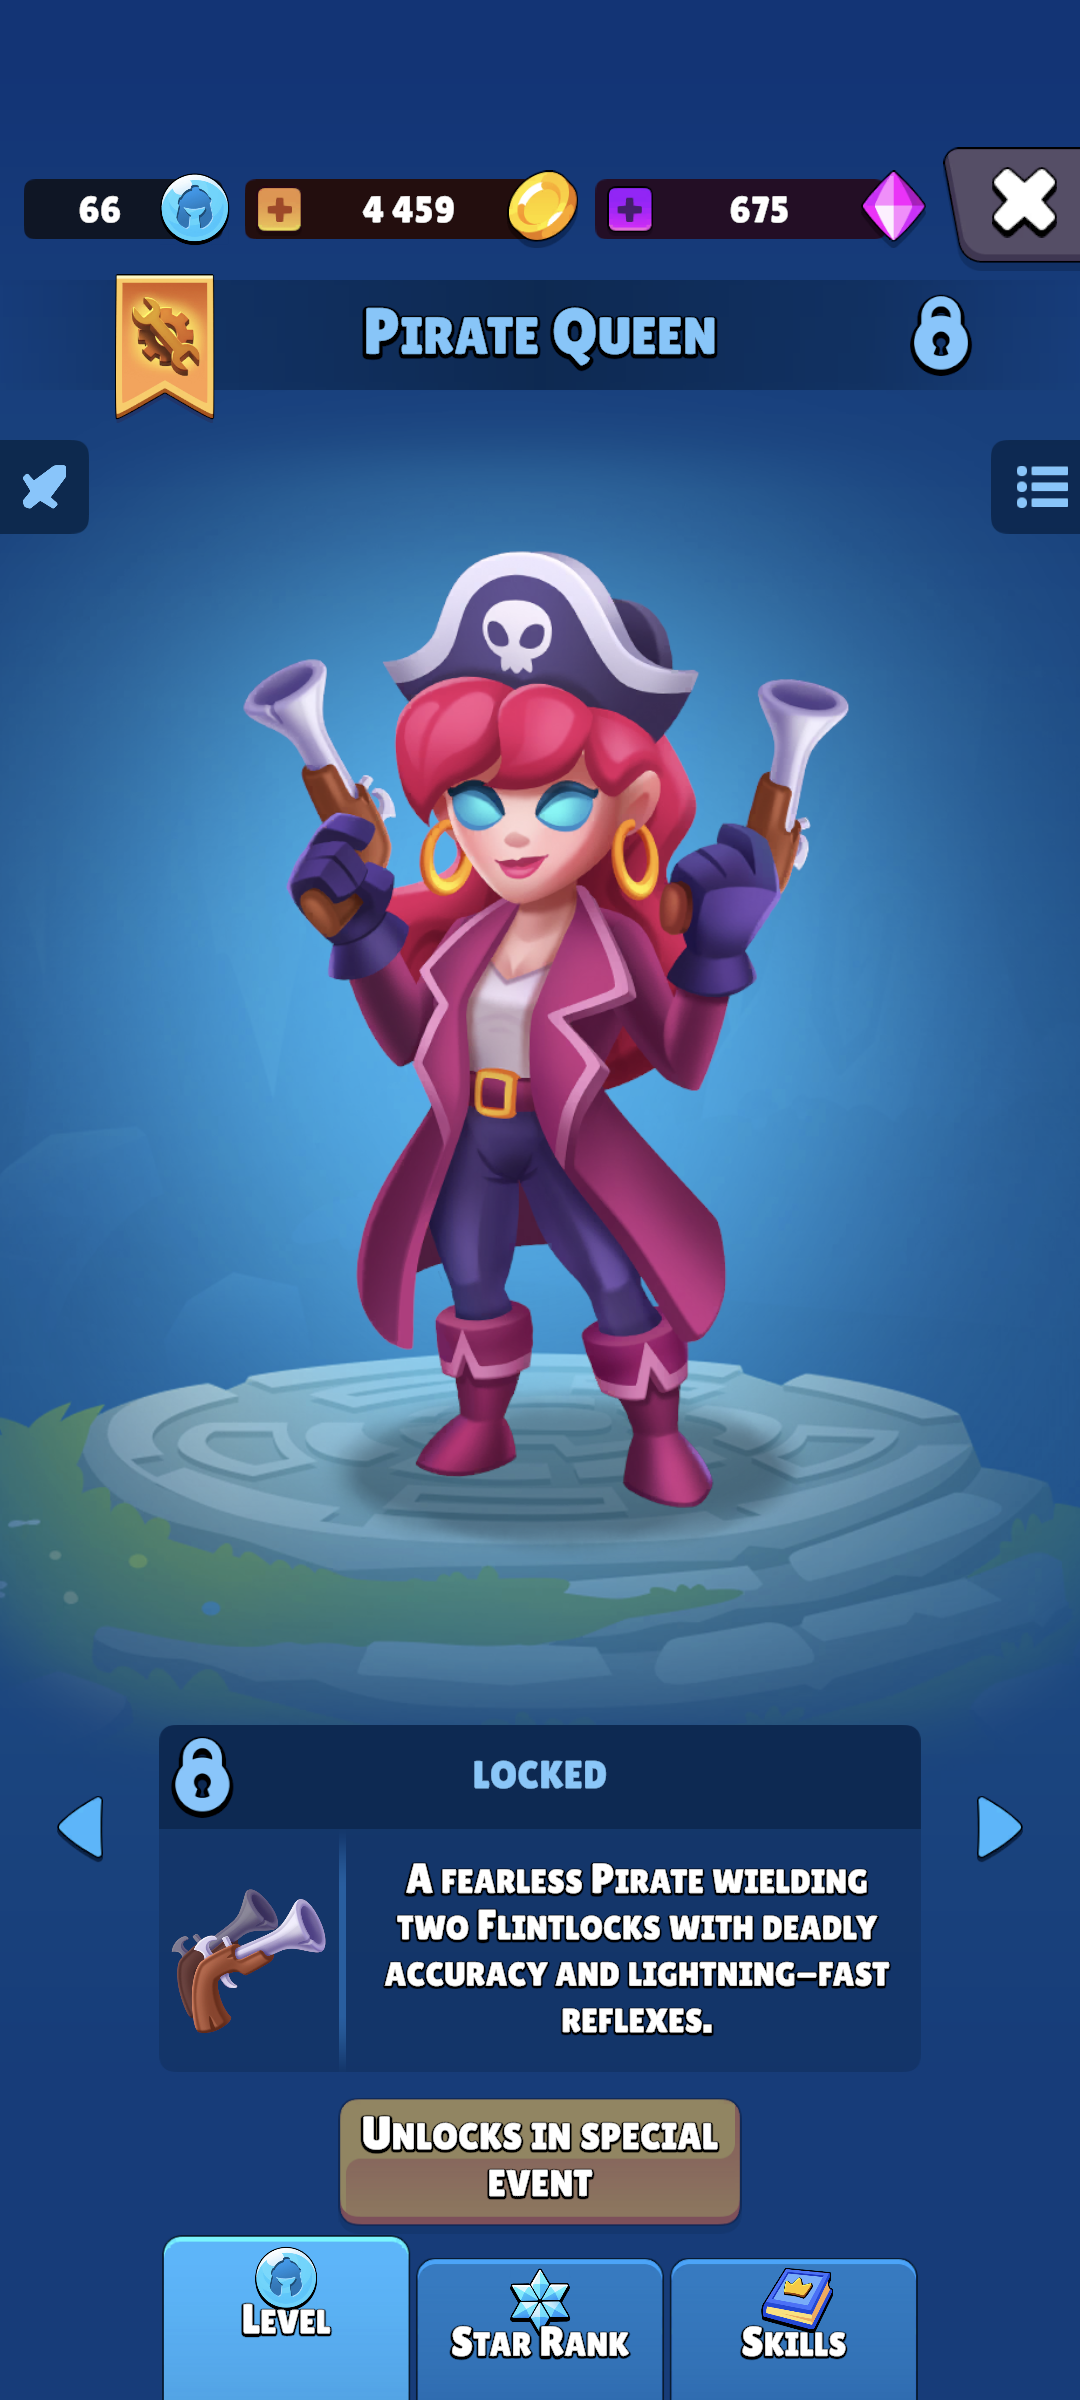 66
4 459
675
Pirate Queen
LOCKED
A fearless Pirate wielding
two Flintlocks with deadly
accuracy and lightning-fast
reflexes.
Unlocks in special
event
Level
Star Rank
Skills